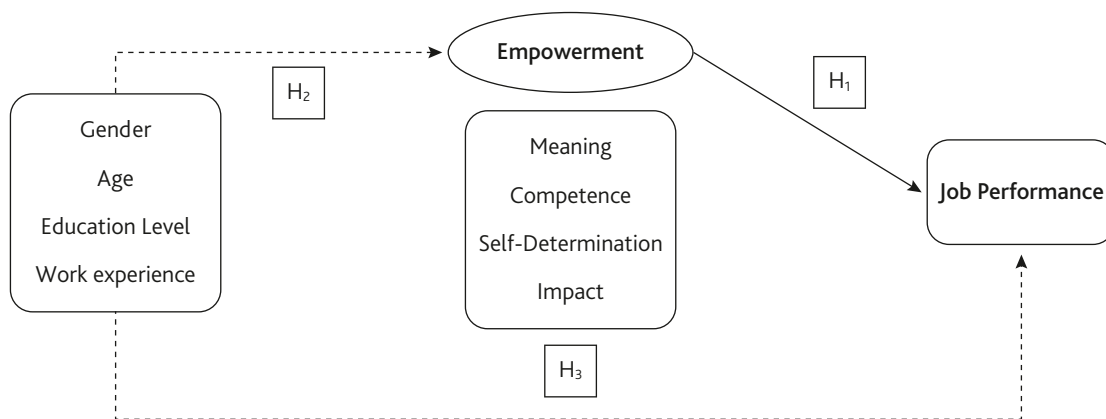 Empowerment
H₂
H₁
Gender
Age
Education Level
Work experience
Meaning
Competence
Self-Determination
Impact
Job Performance
H₃